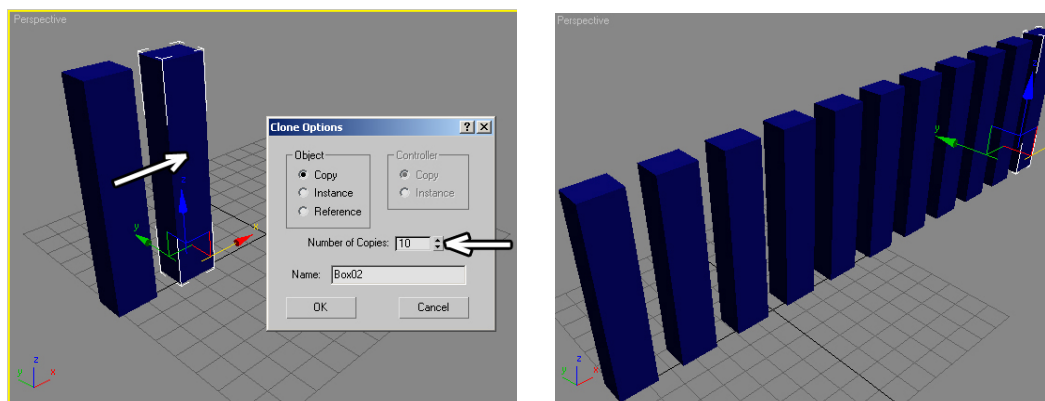 Perspective
Clone Options
Object
Controller
Copy
Copy
Instance
Instance
Reference
Number of Copies: 10
Name: Box02
OK Cancel
z
y x
z
y x
Perspective
z
y
z
y x